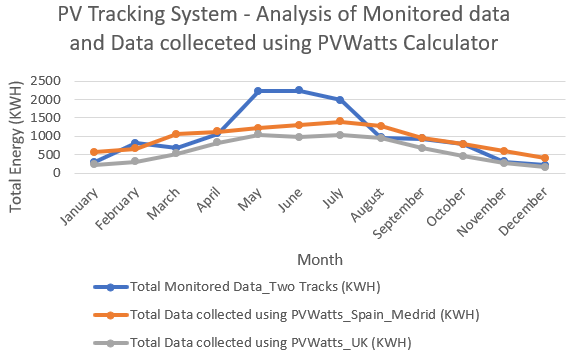 PV Tracking System - Analysis of Monitored data
and Data colleceted using PVWatts Calculator
Total Energy (KWH)
2500
2000
1500
1000
500
0
January
February
March
April
May
June
July
August
September
October
November
December
Month
Total Monitored Data_Two Tracks (KWH)
Total Data collected using PVWatts_Spain_Medrid (KWH)
Total Data collected using PVWatts_UK (KWH)